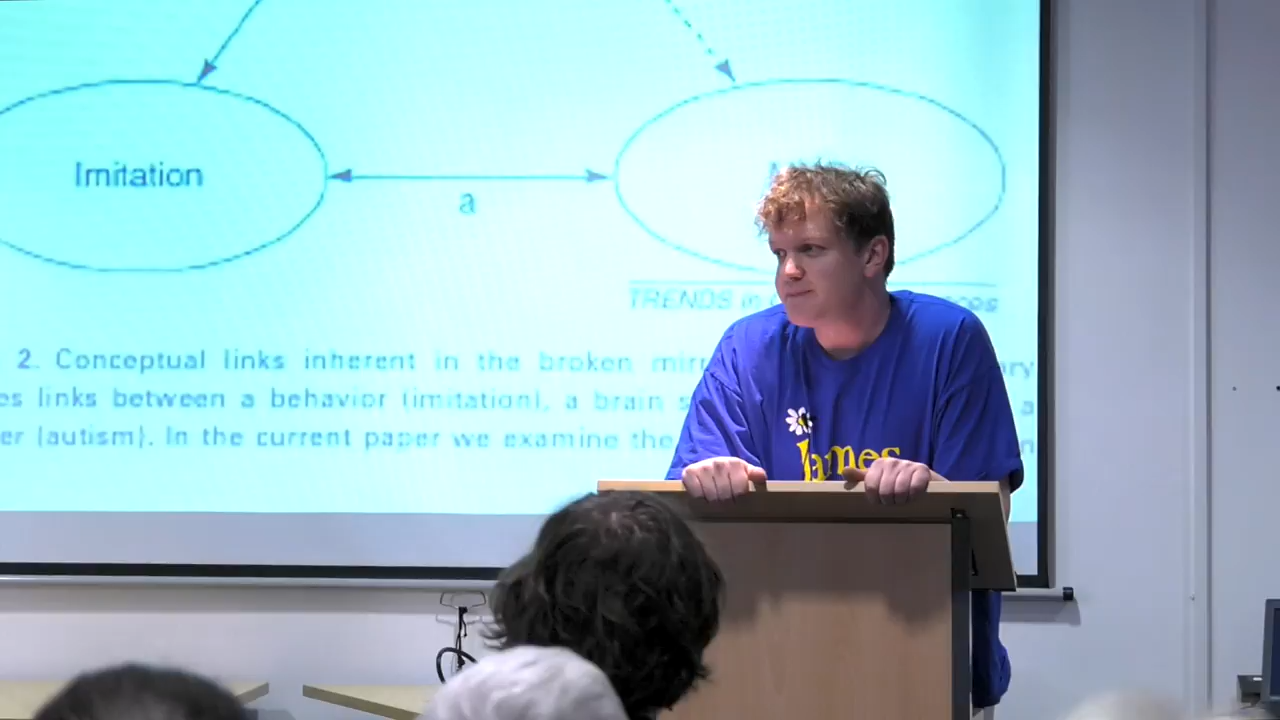 Imitation
a
TRENDS in
2. Conceptual links inherent in the broken
links between a behavior (imitation), a brain
(autism). In the current paper we examine the
James